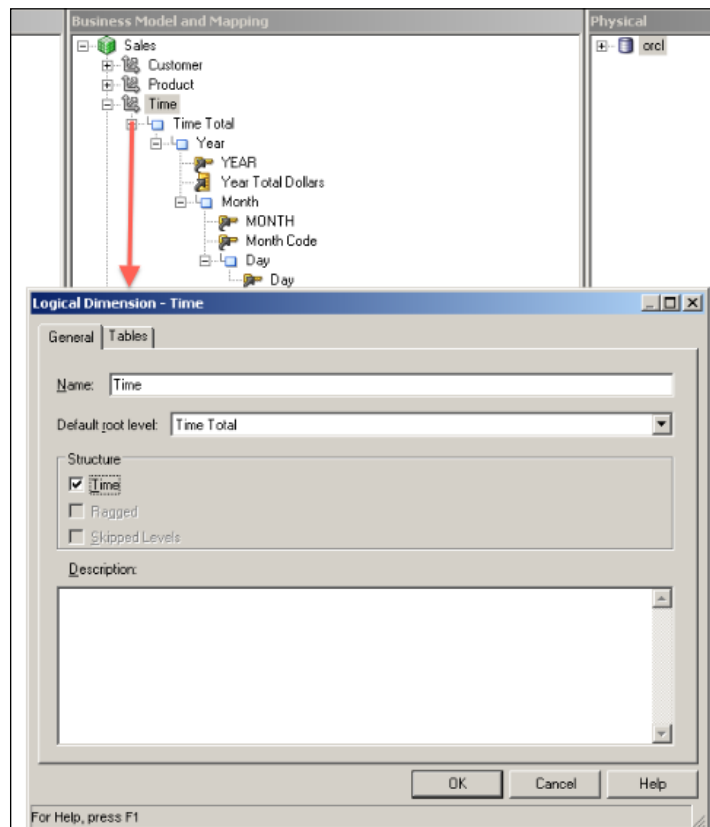 Business Model and Mapping
Physical
Sales
orcl
Customer
Product
Time
Time Total
Year
YEAR
Year Total Dollars
Month
MONTH
Month Code
Day
Day
Logical Dimension - Time
General
Tables
Name:
Time
Default root level:
Time Total
Structure
Time
Ragged
Skipped Levels
Description:
OK
Cancel
Help
For Help, press F1